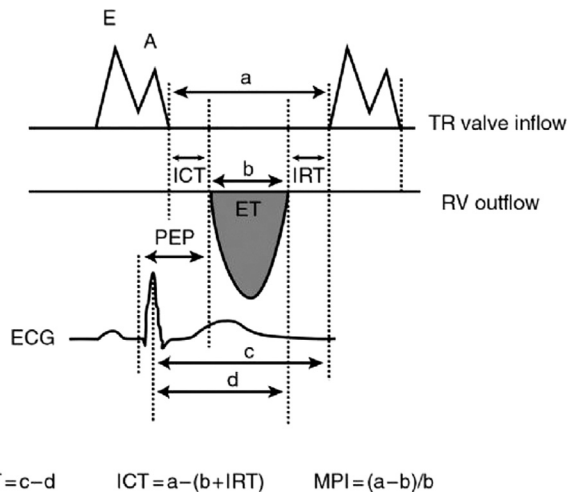 E
A
a
TR valve inflow
ICT
b
IRT
ET
RV outflow
PEP
ECG
c
d
=c–d ICT=a–(b+IRT) MPI=(a–b)/b